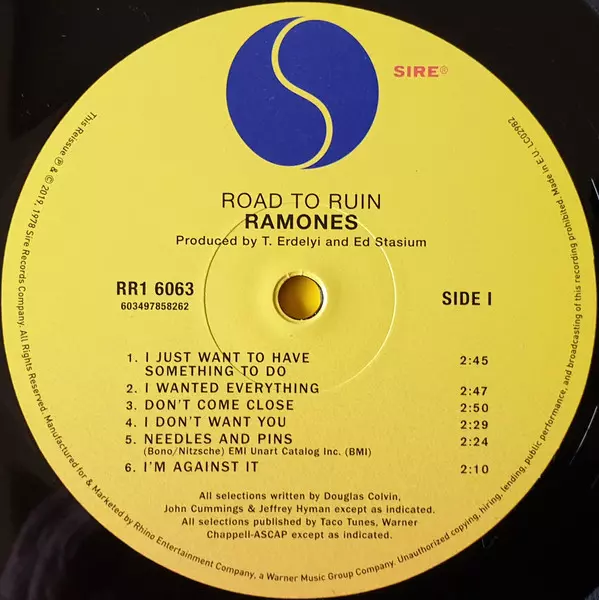 SIRE®
ROAD TO RUIN
RAMONES
Produced by T. Erdelyi and Ed Stasium
RR1 6063
603497858262
SIDE I
1. I JUST WANT TO HAVE
SOMETHING TO DO 2:45
2. I WANTED EVERYTHING 2:47
3. DON'T COME CLOSE 2:50
4. I DON'T WANT YOU 2:29
5. NEEDLES AND PINS 2:24
(Bono/Nitzsche) EMI Unart Catalog Inc. (BMI)
6. I'M AGAINST IT 2:10
All selections written by Douglas Colvin,
John Cummings & Jeffrey Hyman except as indicated.
All selections published by Taco Tunes, Warner
Chappell-ASCAP except as indicated.
This Reissue ℗ & © 2019, 1978 Sire Records Company. All Rights Reserved. Manufactured for & Marketed by Rhino Entertainment Company, a Warner Music Group Company. Unauthorized copying, hiring, lending, public performance, and broadcasting of this recording prohibited. Made in E.U. LC02982